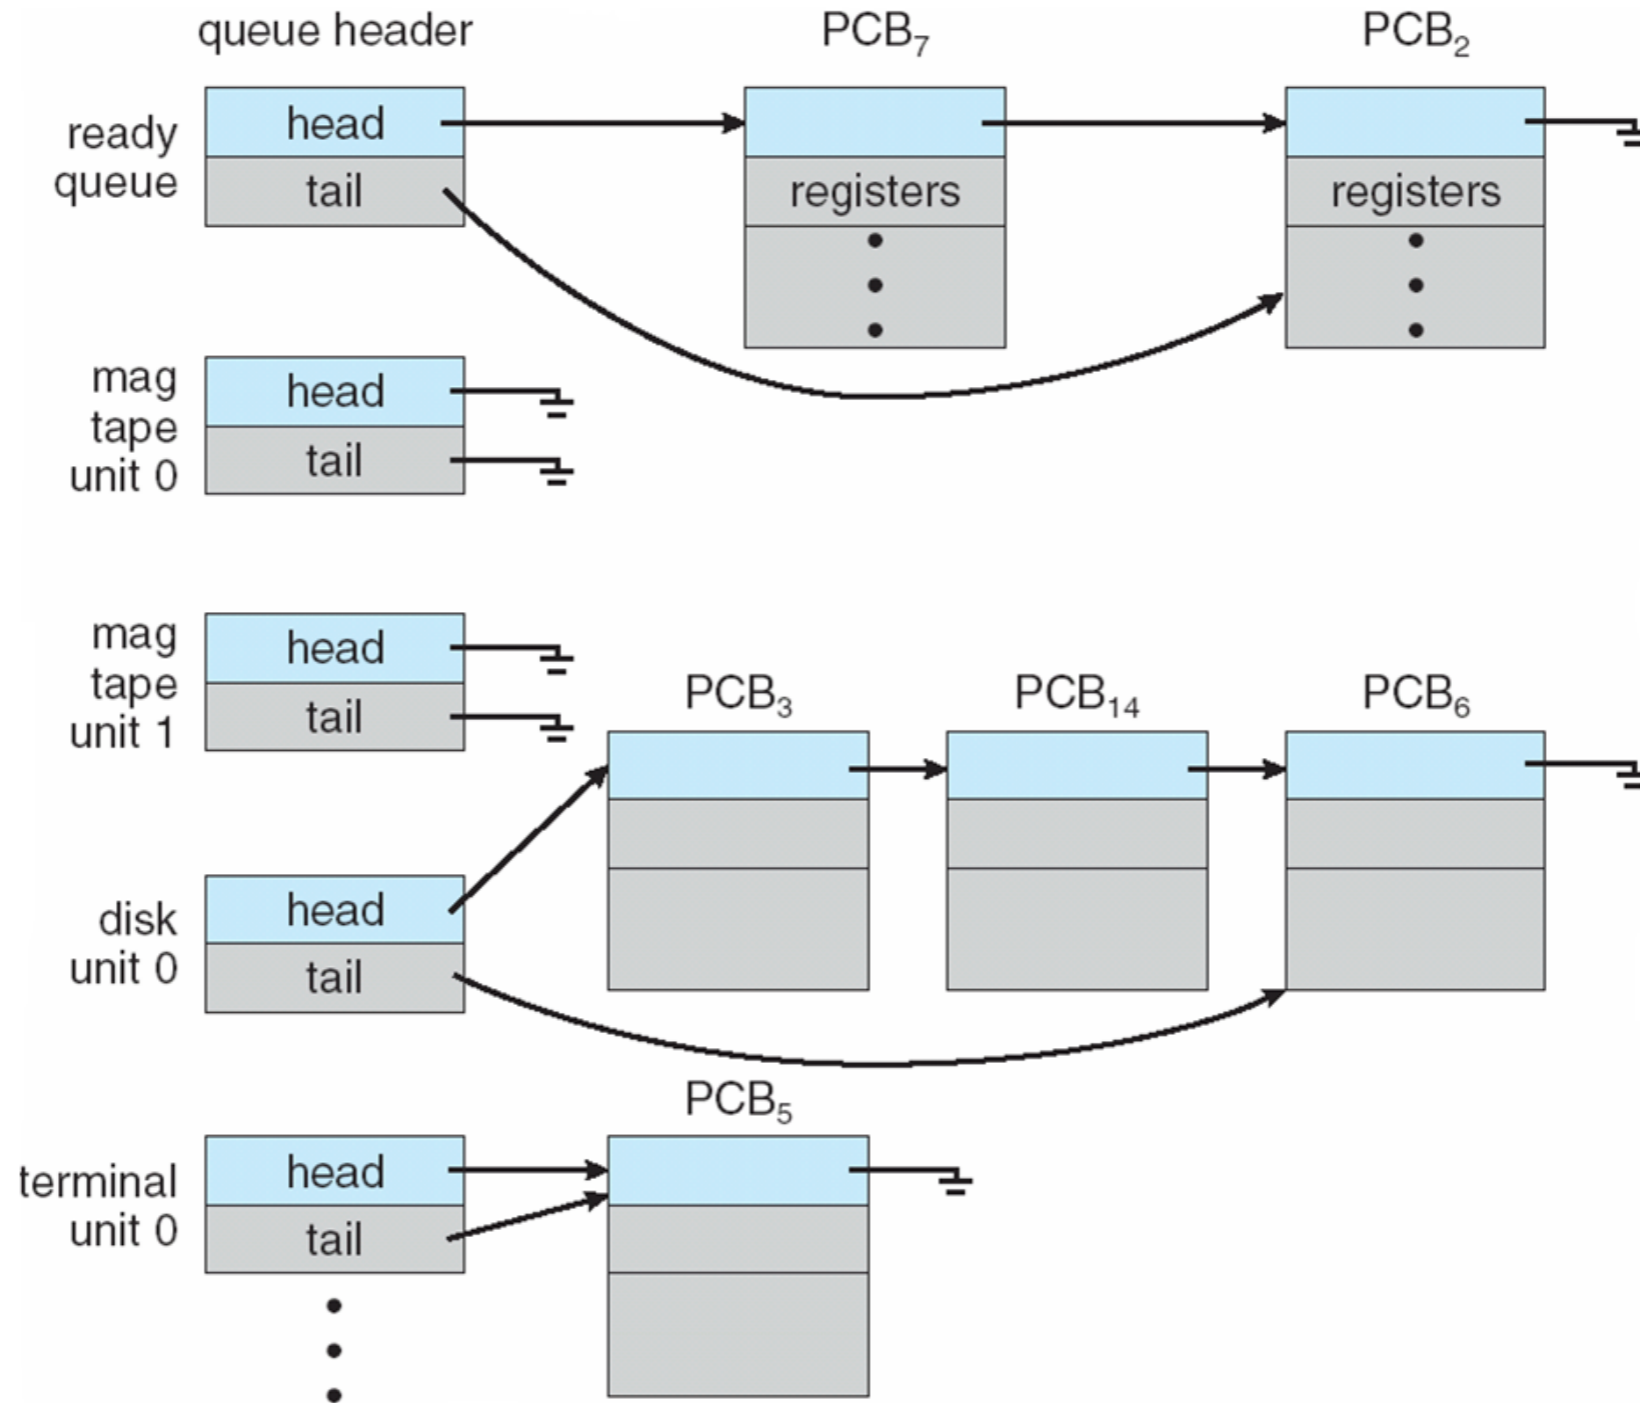 queue header
PCB₇
PCB₂
ready
queue
head
tail
registers
registers
mag
tape
unit 0
head
tail
mag
tape
unit 1
head
tail
PCB₃
PCB₁₄
PCB₆
disk
unit 0
head
tail
PCB₅
terminal
unit 0
head
tail